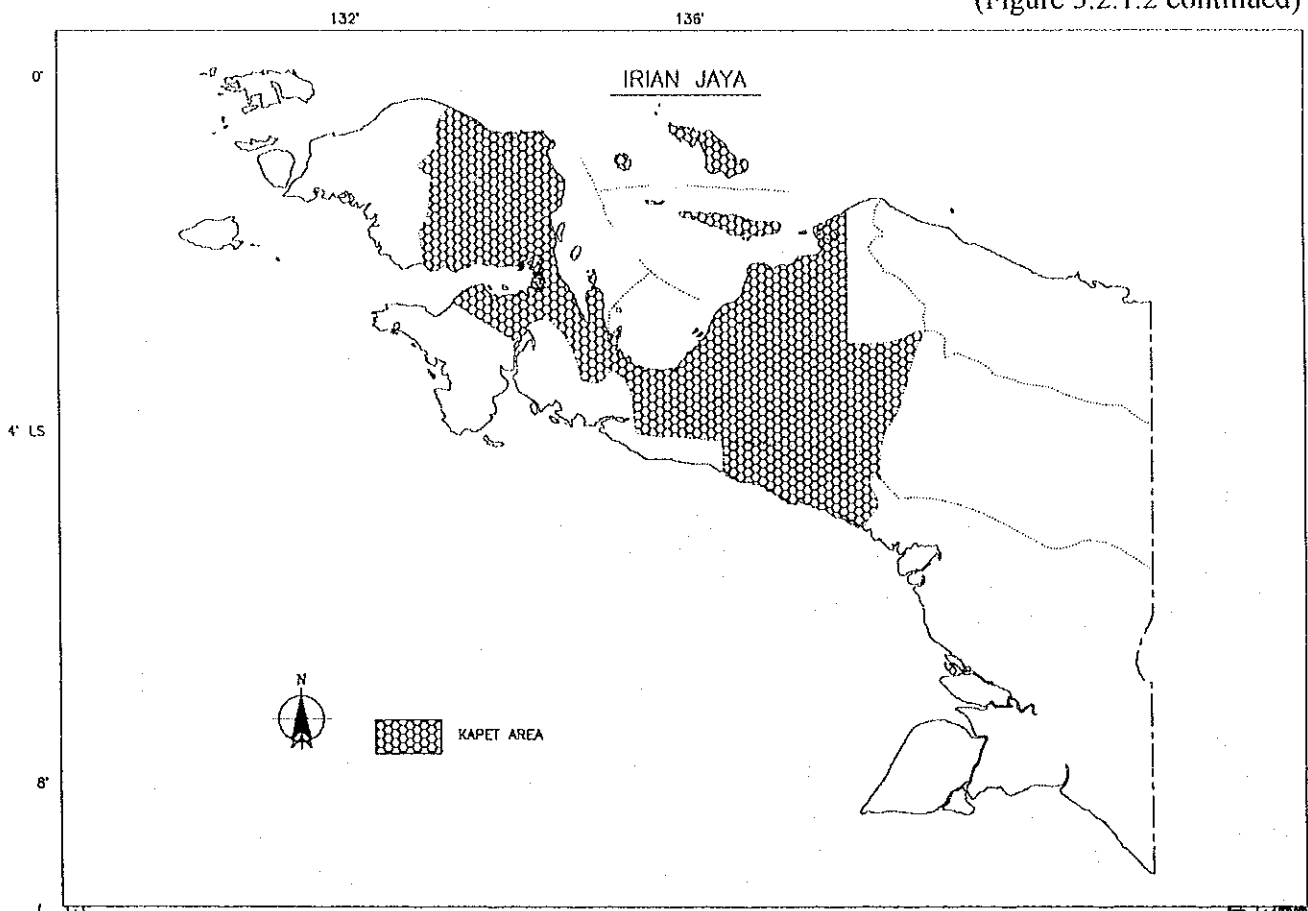 (Figure 3.2.1.2 continued)
132' 136'
0' IRIAN JAYA
4' LS
N
KAPET AREA
8'